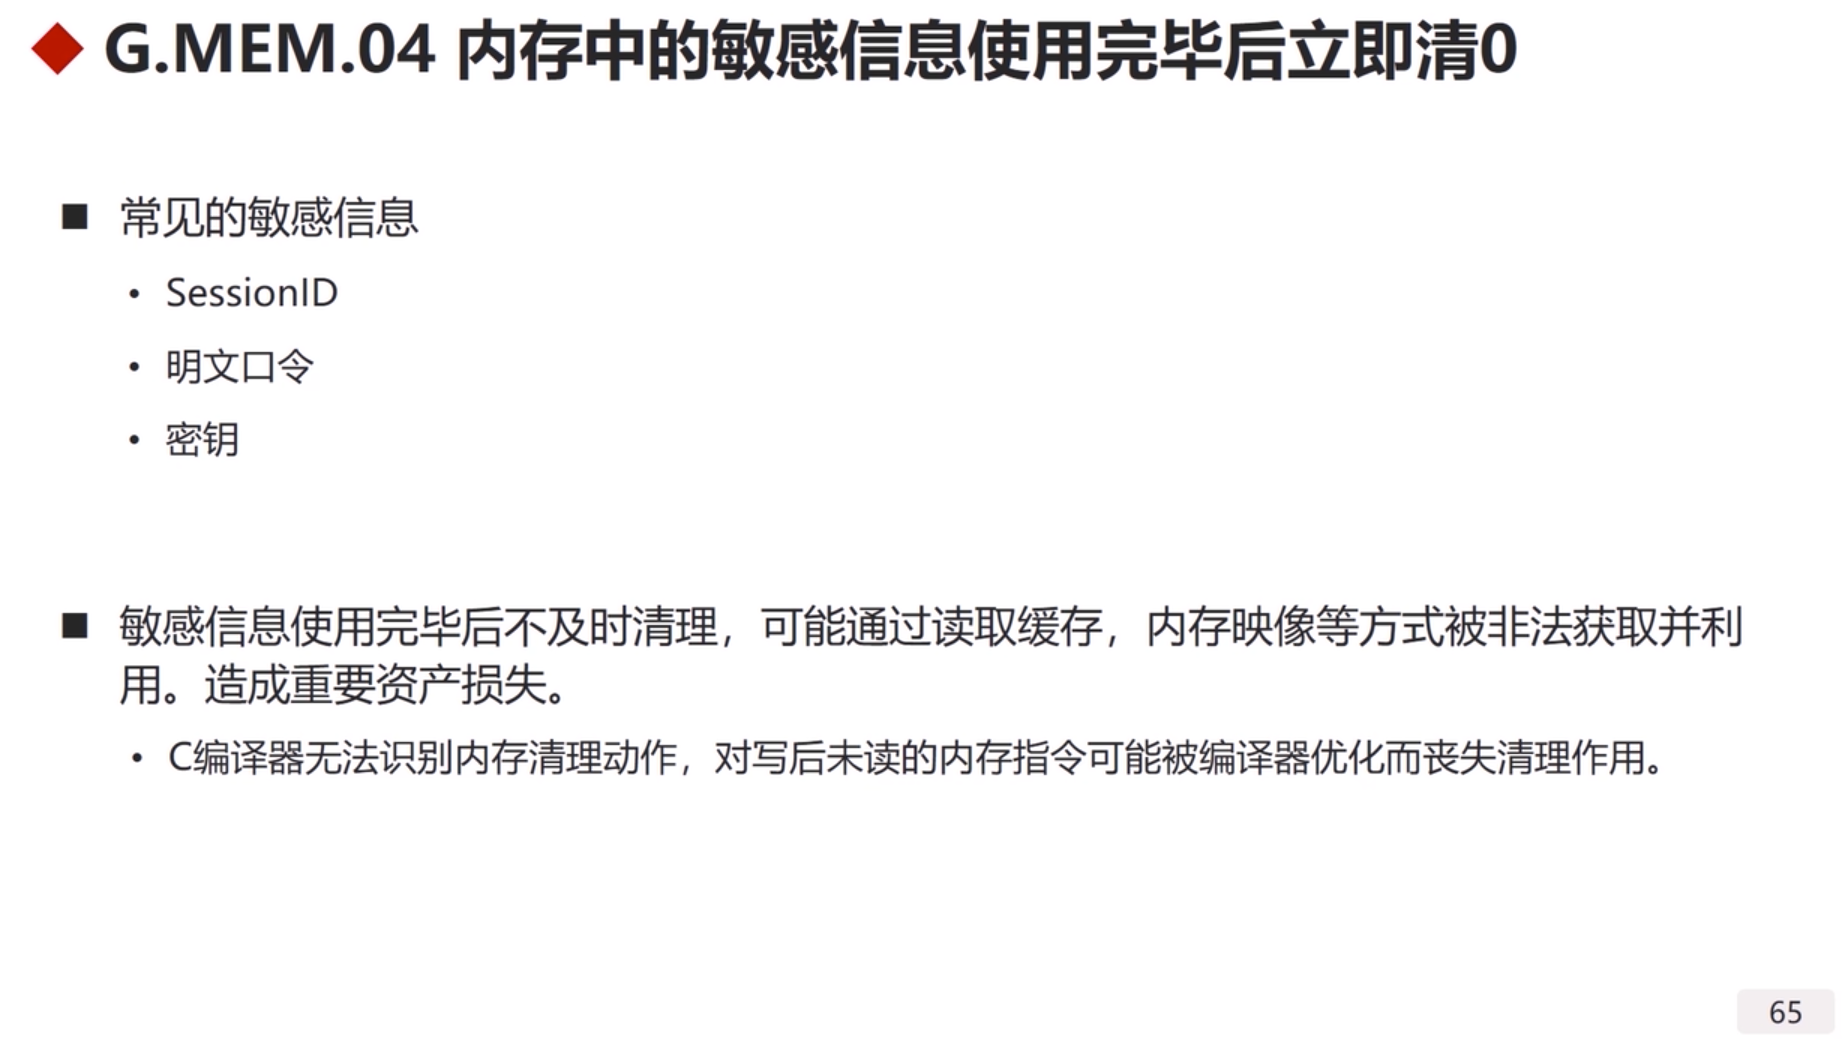 G.MEM.04 内存中的敏感信息使用完毕后立即清0
常见的敏感信息
SessionID
明文口令
密钥
敏感信息使用完毕后不及时清理，可能通过读取缓存，内存映像等方式被非法获取并利
用。造成重要资产损失。
C编译器无法识别内存清理动作，对写后未读的内存指令可能被编译器优化而丧失清理作用。
65